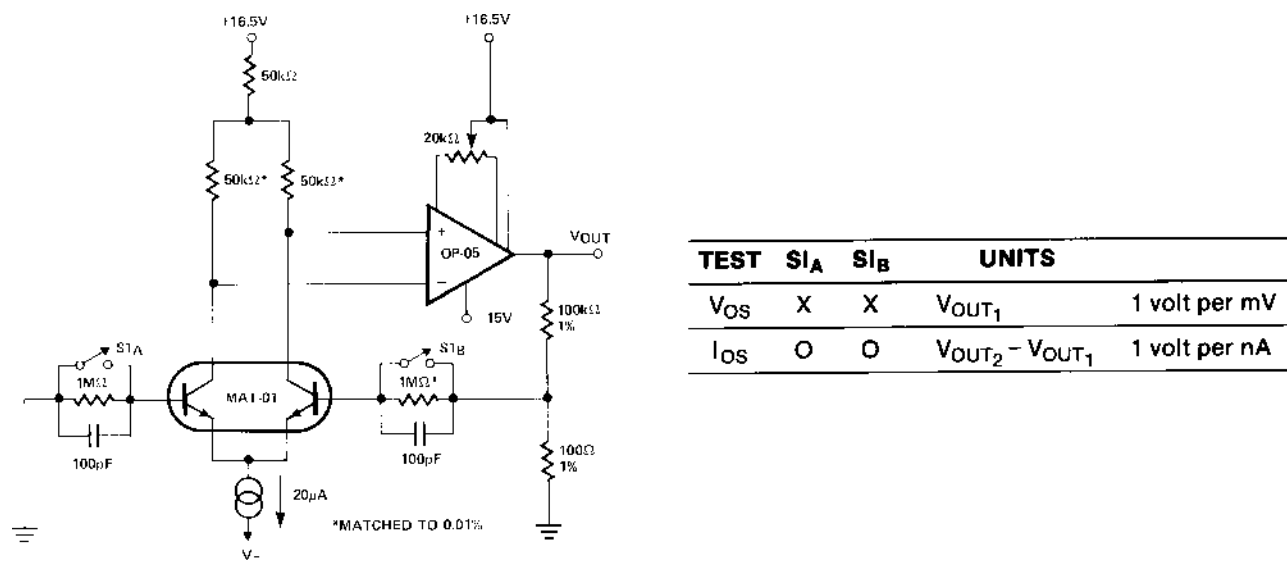 +16.5V +16.5V
50kΩ
20kΩ
50kΩ* 50kΩ*
+
OP-05
−
VOUT
15V
100kΩ
1%
S1A
1MΩ
100pF
MAT-01
S1B
1MΩ*
100pF
100Ω
1%
20μA
*MATCHED TO 0.01%
V−
TEST SIA SIB UNITS
VOS X X VOUT1 1 volt per mV
IOS O O VOUT2 − VOUT1 1 volt per nA